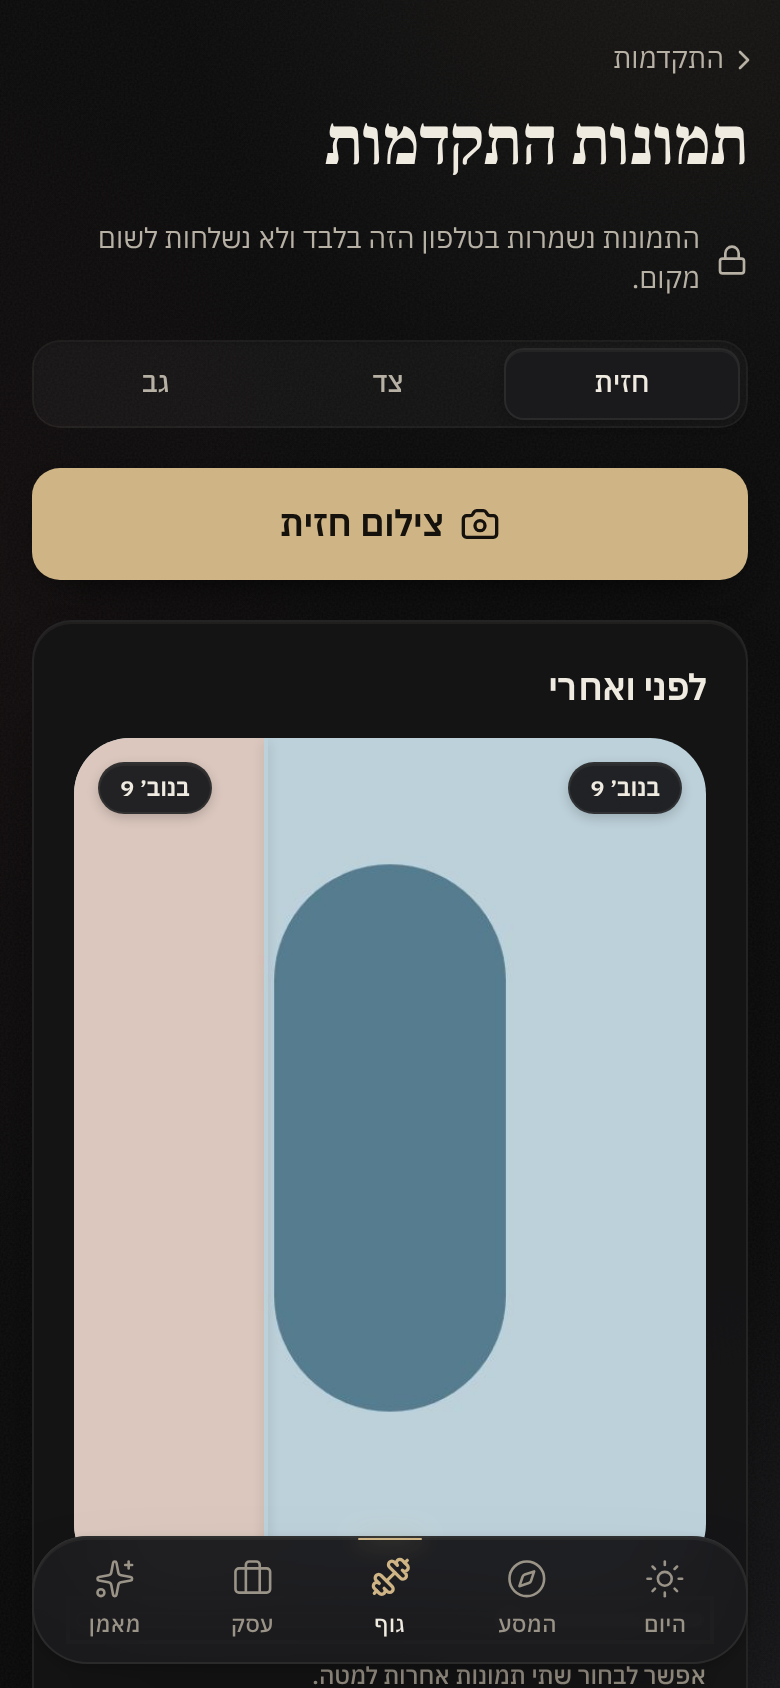 התקדמות
תמונות התקדמות
התמונות נשמרות בטלפון הזה בלבד ולא נשלחות לשום
מקום.
חזית
צד
גב
צילום חזית
לפני ואחרי
9 בנוב׳
9 בנוב׳
היום
המסע
גוף
עסק
מאמן
אפשר לבחור שתי תמונות אחרות למטה.